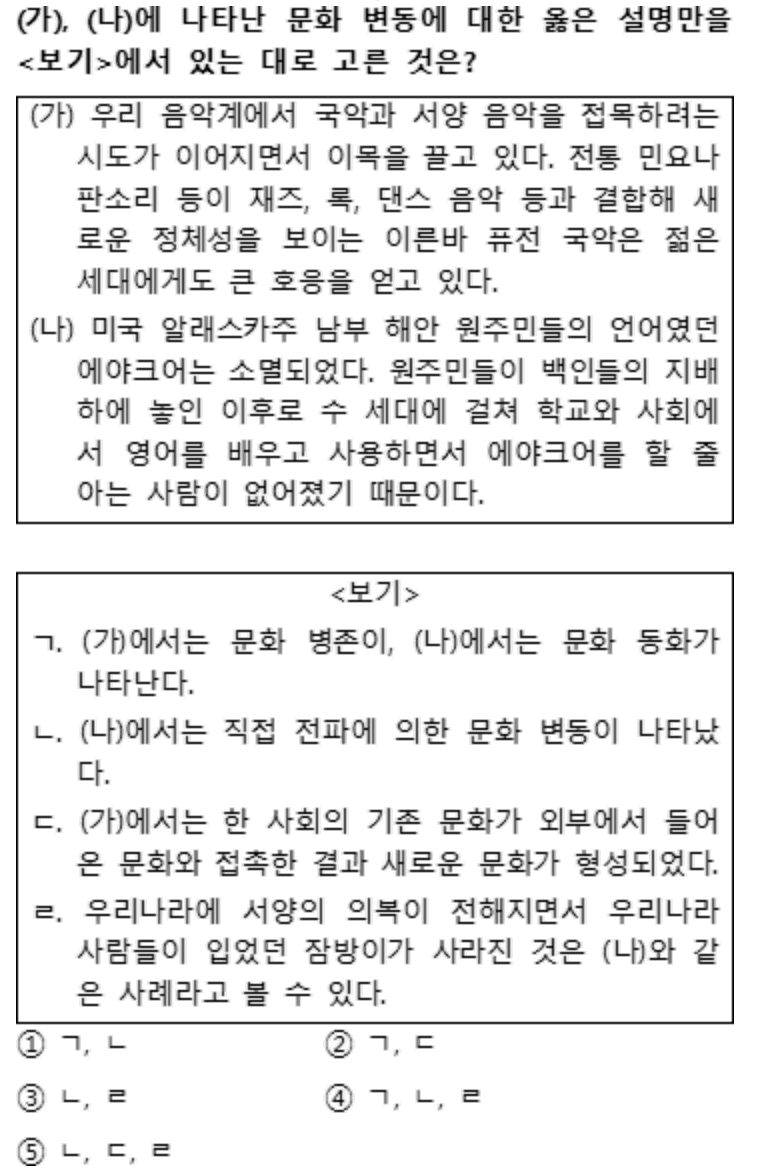 (가), (나)에 나타난 문화 변동에 대한 옳은 설명만을
<보기>에서 있는 대로 고른 것은?
(가) 우리 음악계에서 국악과 서양 음악을 접목하려는
시도가 이어지면서 이목을 끌고 있다. 전통 민요나
판소리 등이 재즈, 록, 댄스 음악 등과 결합해 새
로운 정체성을 보이는 이른바 퓨전 국악은 젊은
세대에게도 큰 호응을 얻고 있다.
(나) 미국 알래스카주 남부 해안 원주민들의 언어였던
에야크어는 소멸되었다. 원주민들이 백인들의 지배
하에 놓인 이후로 수 세대에 걸쳐 학교와 사회에
서 영어를 배우고 사용하면서 에야크어를 할 줄
아는 사람이 없어졌기 때문이다.
<보기>
ㄱ. (가)에서는 문화 병존이, (나)에서는 문화 동화가
나타난다.
ㄴ. (나)에서는 직접 전파에 의한 문화 변동이 나타났
다.
ㄷ. (가)에서는 한 사회의 기존 문화가 외부에서 들어
온 문화와 접촉한 결과 새로운 문화가 형성되었다.
ㄹ. 우리나라에 서양의 의복이 전해지면서 우리나라
사람들이 입었던 잠방이가 사라진 것은 (나)와 같
은 사례라고 볼 수 있다.
① ㄱ, ㄴ ② ㄱ, ㄷ
③ ㄴ, ㄹ ④ ㄱ, ㄴ, ㄹ
⑤ ㄴ, ㄷ, ㄹ